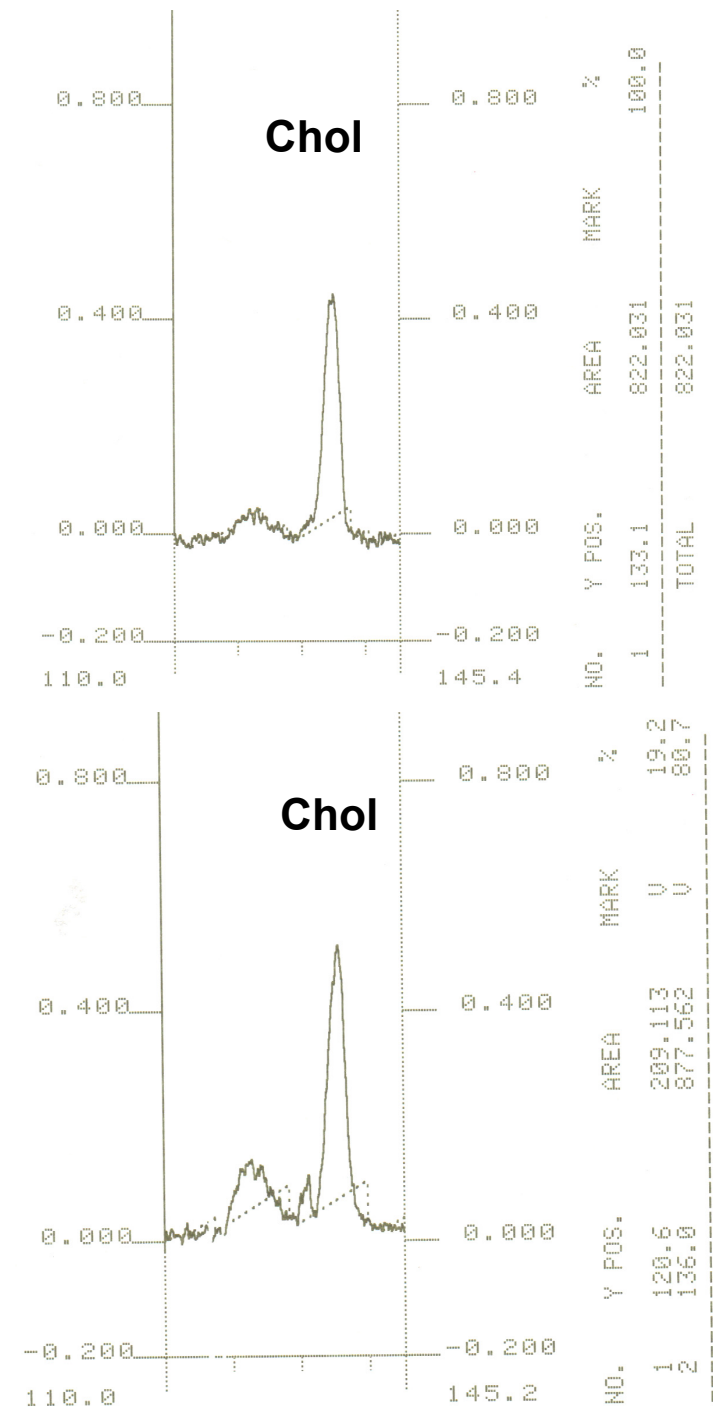 0.800 0.800
Chol
0.400 0.400
0.000 0.000
-0.200 -0.200
110.0 145.4
NO. Y POS. AREA MARK %
1 133.1 822.031 100.0
TOTAL 822.031
0.800 0.800
Chol
0.400 0.400
0.000 0.000
-0.200 -0.200
110.0 145.2
NO. Y POS. AREA MARK %
1 120.6 209.113 V 19.2
2 136.0 877.562 V 80.7